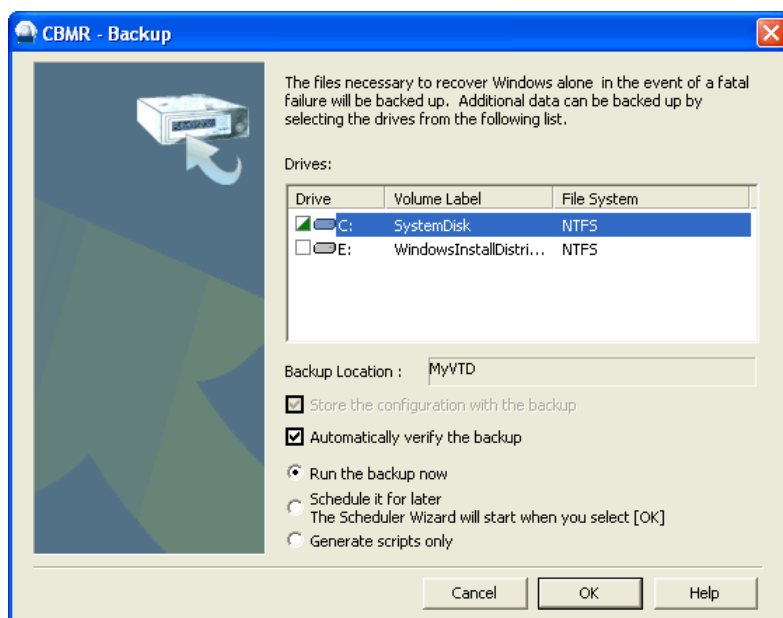 CBMR - Backup
The files necessary to recover Windows alone in the event of a fatal
failure will be backed up. Additional data can be backed up by
selecting the drives from the following list.
Drives:
Drive Volume Label File System
C: SystemDisk NTFS
E: WindowsInstallDistri... NTFS
Backup Location : MyVTD
Store the configuration with the backup
Automatically verify the backup
Run the backup now
Schedule it for later
The Scheduler Wizard will start when you select [OK]
Generate scripts only
Cancel OK Help